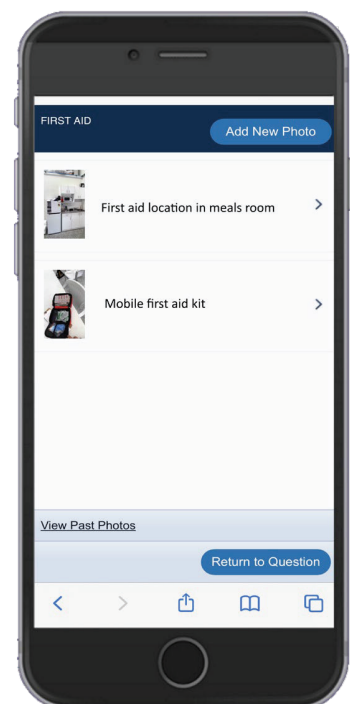 FIRST AID
Add New Photo
First aid location in meals room
Mobile first aid kit
View Past Photos
Return to Question